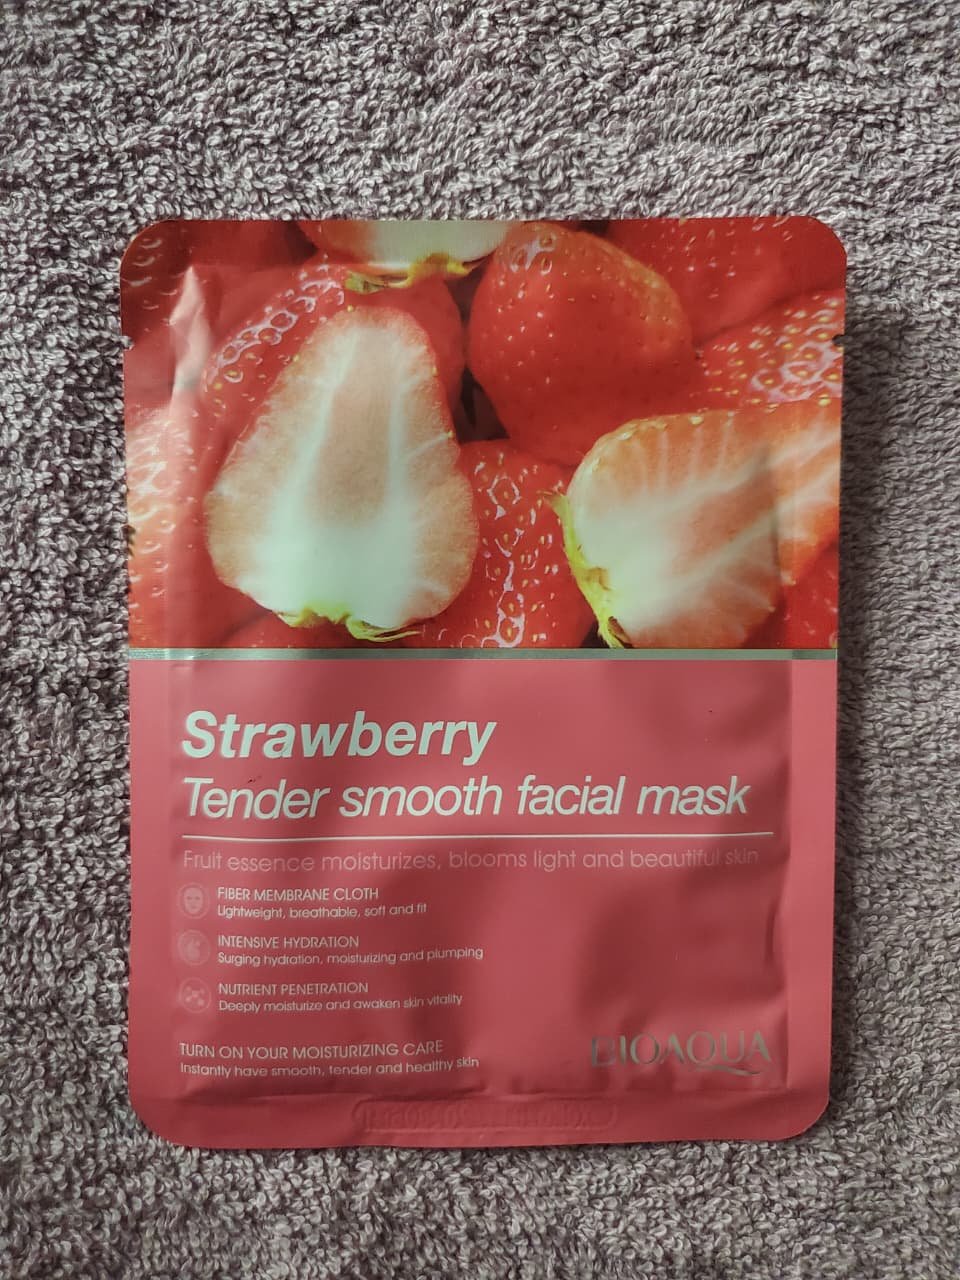 Strawberry
Tender smooth facial mask
Fruit essence moisturizes, blooms light and beautiful skin
FIBER MEMBRANE CLOTH
Lightweight, breathable, soft and fit
INTENSIVE HYDRATION
Surging hydration, moisturizing and plumping
NUTRIENT PENETRATION
Deeply moisturize and awaken skin vitality
TURN ON YOUR MOISTURIZING CARE
Instantly have smooth, tender and healthy skin
BIOAQUA